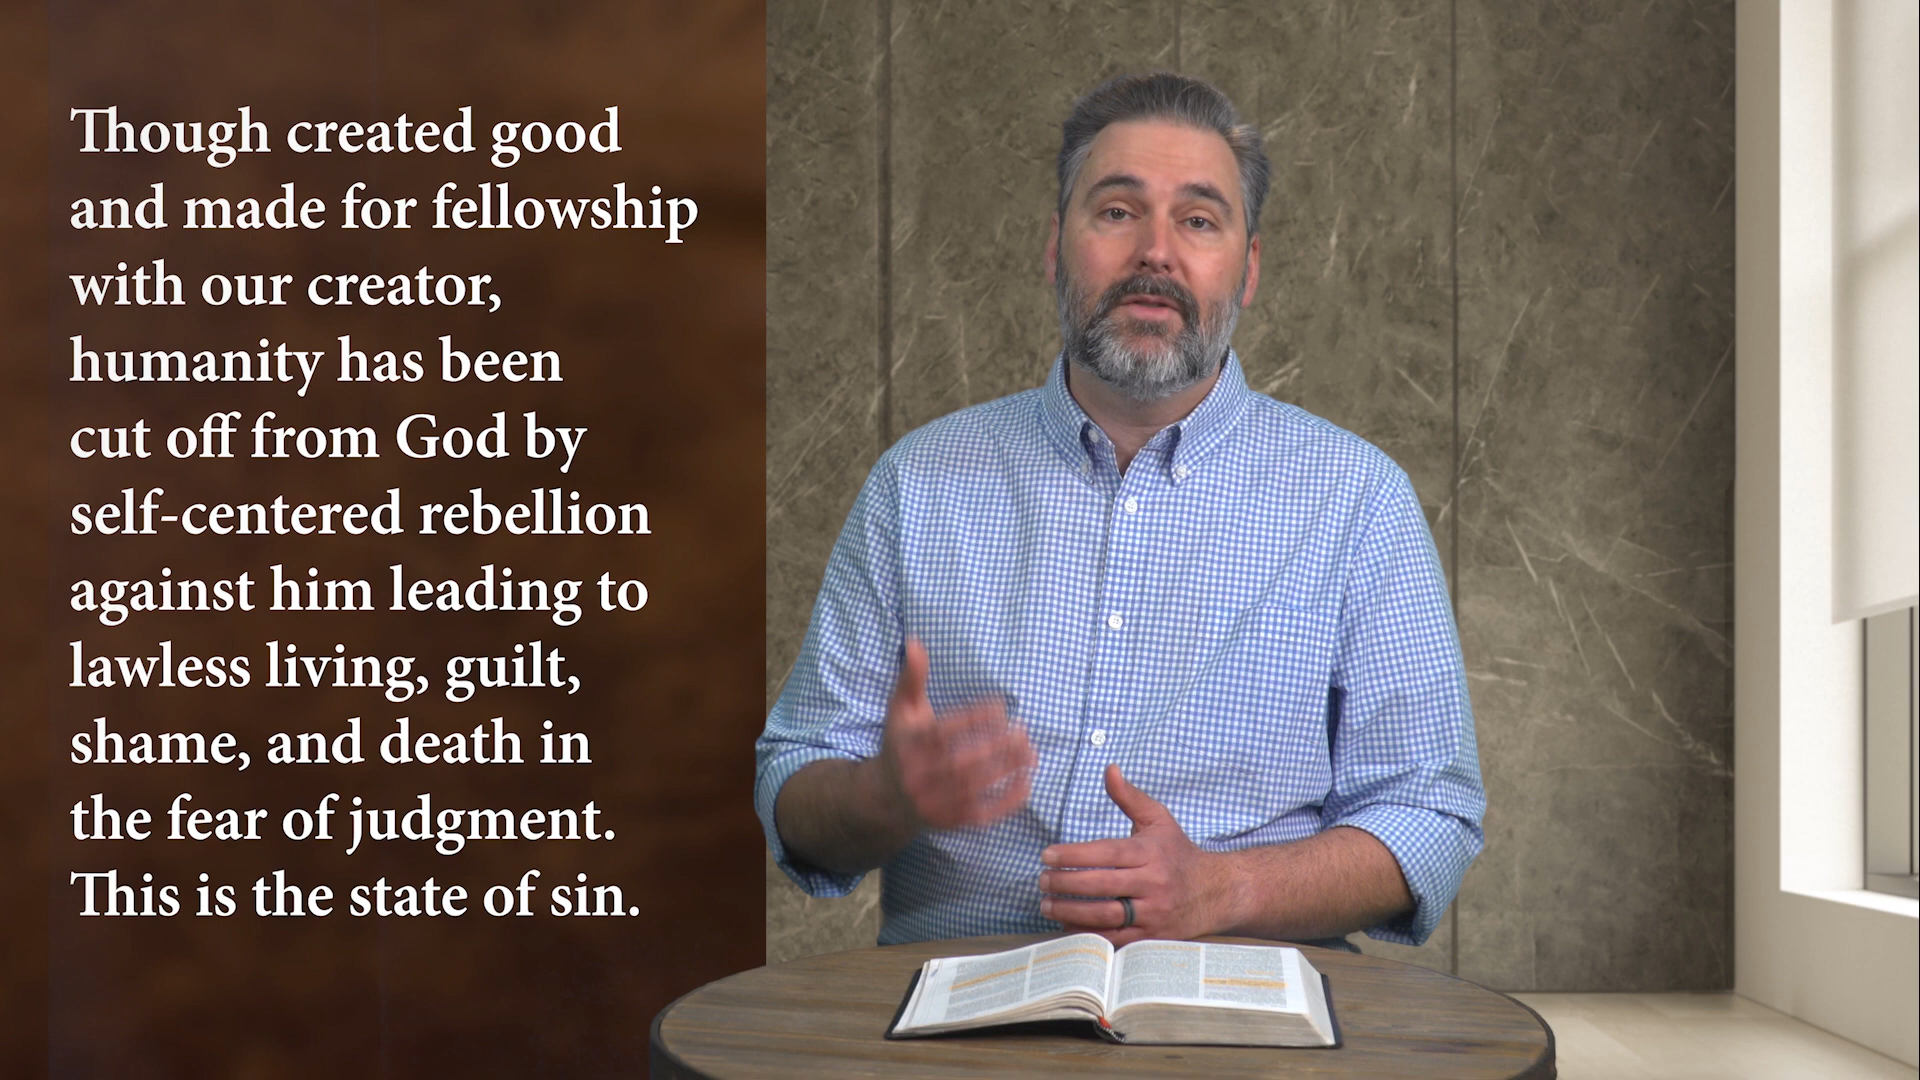 Though created good
and made for fellowship
with our creator,
humanity has been
cut off from God by
self-centered rebellion
against him leading to
lawless living, guilt,
shame, and death in
the fear of judgment.
This is the state of sin.